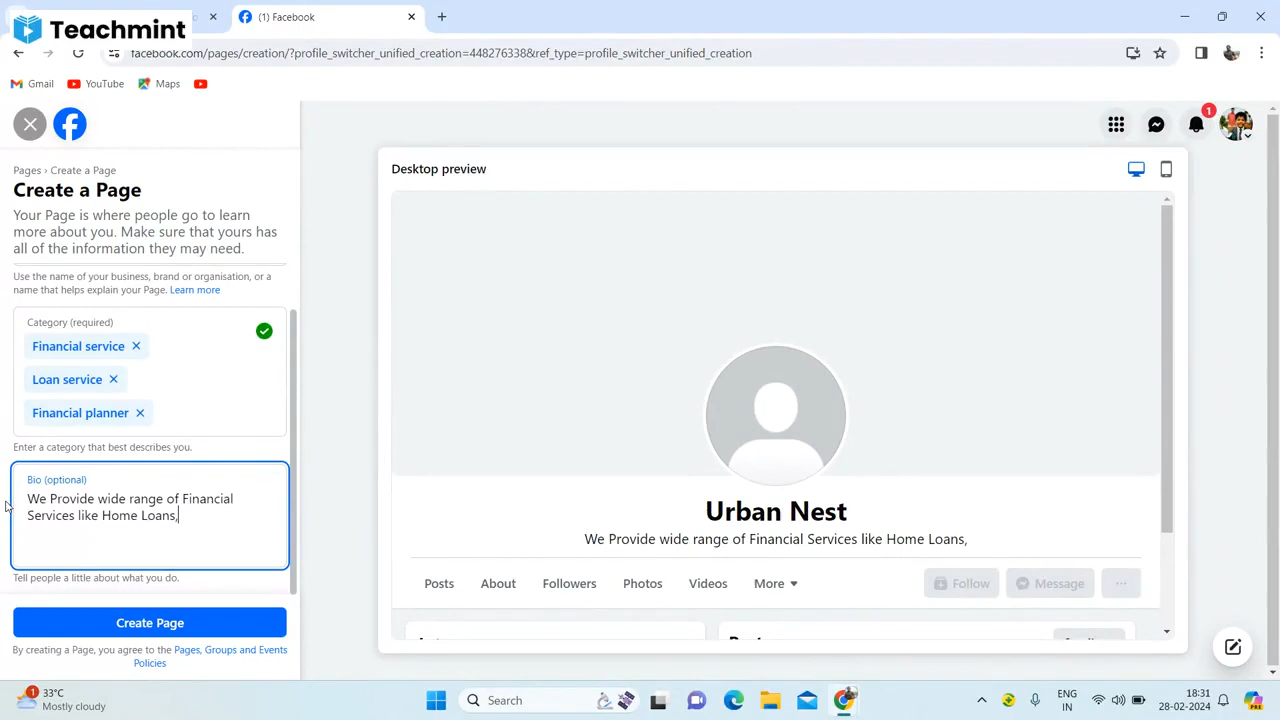 Teachmint
(1) Facebook
facebook.com/pages/creation/?profile_switcher_unified_creation=448276338&ref_type=profile_switcher_unified_creation
Gmail YouTube Maps
1
Pages › Create a Page
Create a Page
Your Page is where people go to learn
more about you. Make sure that yours has
all of the information they may need.
Use the name of your business, brand or organisation, or a
name that helps explain your Page. Learn more
Category (required)
Financial service
Loan service
Financial planner
Enter a category that best describes you.
Bio (optional)
We Provide wide range of Financial
Services like Home Loans,
Tell people a little about what you do.
Create Page
By creating a Page, you agree to the Pages, Groups and Events
Policies
Desktop preview
Urban Nest
We Provide wide range of Financial Services like Home Loans,
Posts About Followers Photos Videos More
Follow Message ...
1
33°C
Mostly cloudy
Search
ENG
IN
18:31
28-02-2024
PRE